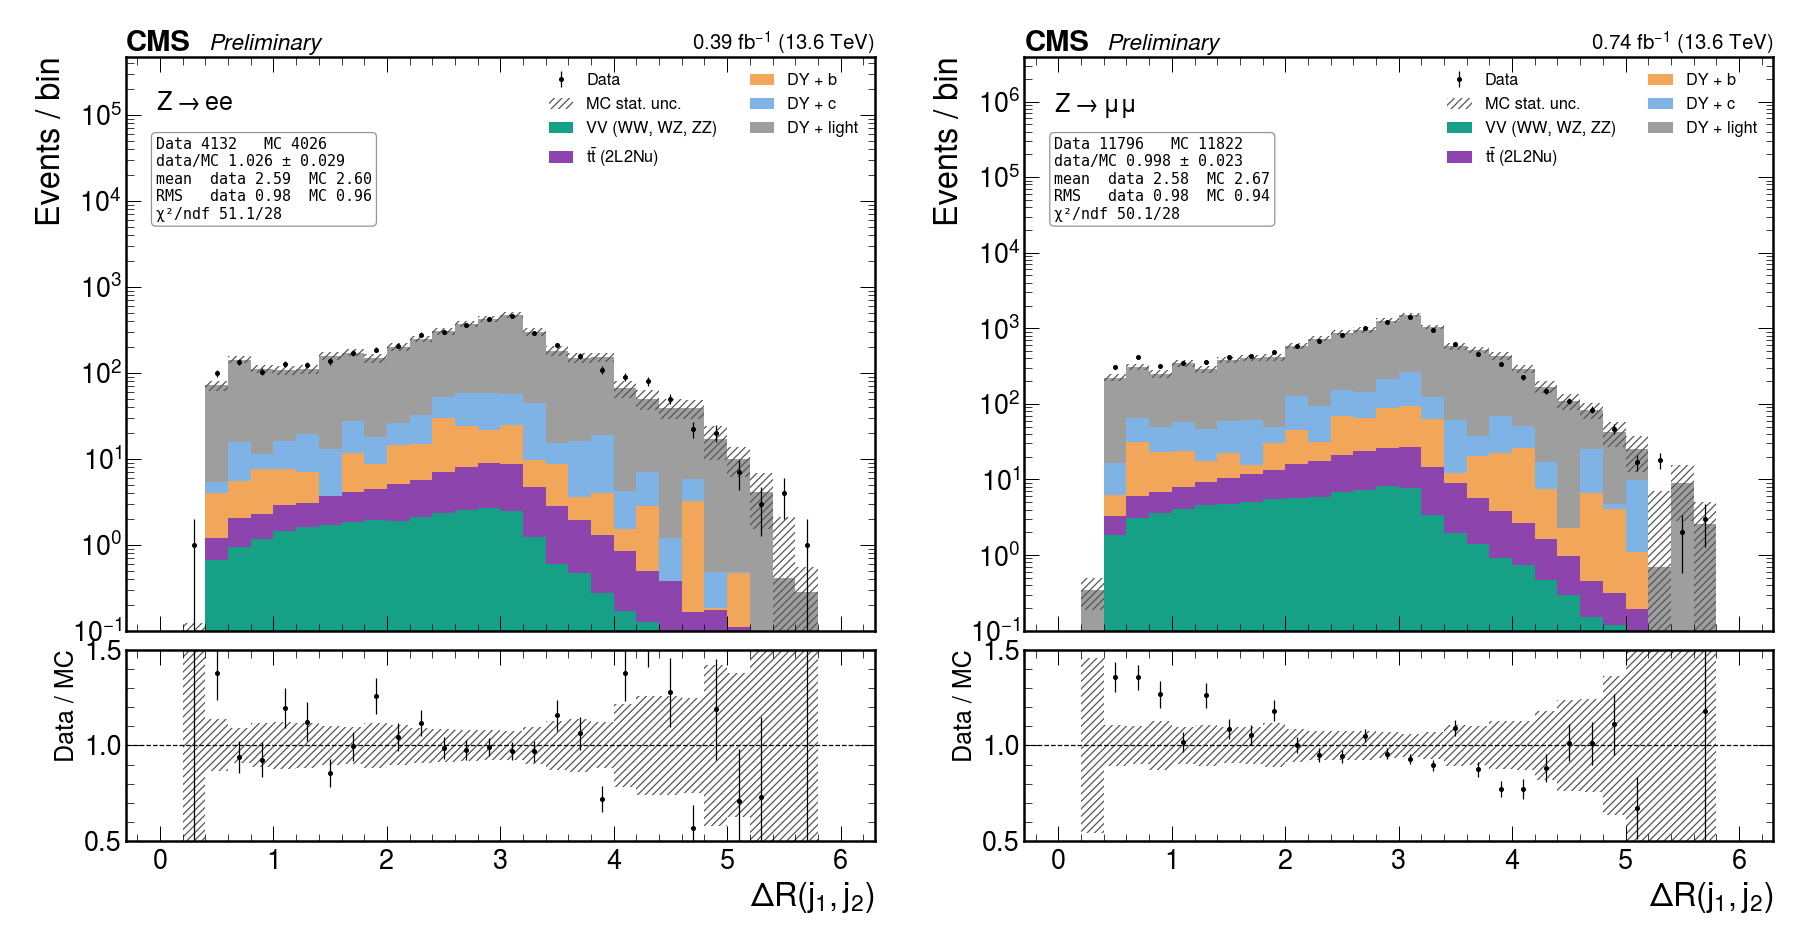 CMS Preliminary 0.39 fb⁻¹ (13.6 TeV)
Events / bin
Z → ee
Data 4132 MC 4026
data/MC 1.026 ± 0.029
mean data 2.59 MC 2.60
RMS data 0.98 MC 0.96
χ²/ndf 51.1/28
Data
MC stat. unc.
VV (WW, WZ, ZZ)
tt̄ (2L2Nu)
DY + b
DY + c
DY + light
10⁵
10⁴
10³
10²
10¹
10⁰
10⁻¹
Data / MC
1.5
1.0
0.5
0 1 2 3 4 5 6
ΔR(j₁, j₂)
CMS Preliminary 0.74 fb⁻¹ (13.6 TeV)
Events / bin
Z → μμ
Data 11796 MC 11822
data/MC 0.998 ± 0.023
mean data 2.58 MC 2.67
RMS data 0.98 MC 0.94
χ²/ndf 50.1/28
Data
MC stat. unc.
VV (WW, WZ, ZZ)
tt̄ (2L2Nu)
DY + b
DY + c
DY + light
10⁶
10⁵
10⁴
10³
10²
10¹
10⁰
10⁻¹
Data / MC
1.5
1.0
0.5
0 1 2 3 4 5 6
ΔR(j₁, j₂)